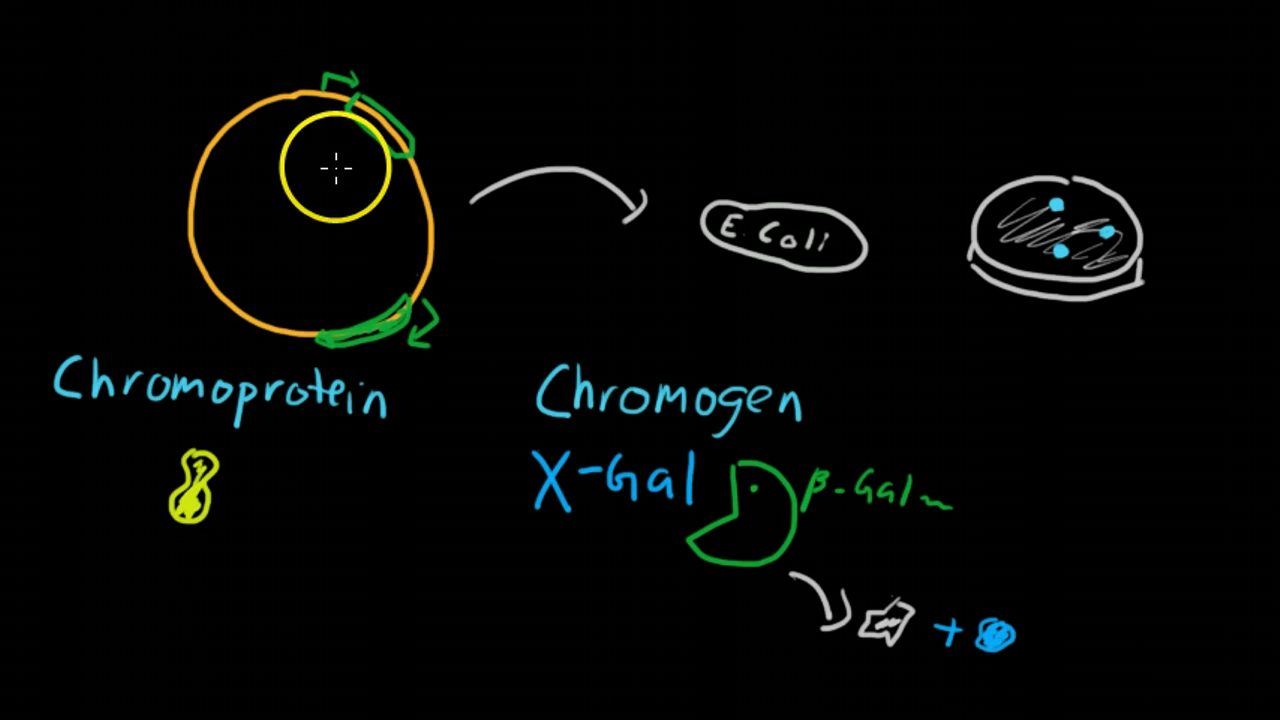 E. Coli
Chromoprotein
Chromogen
X-Gal
β-Gal
+